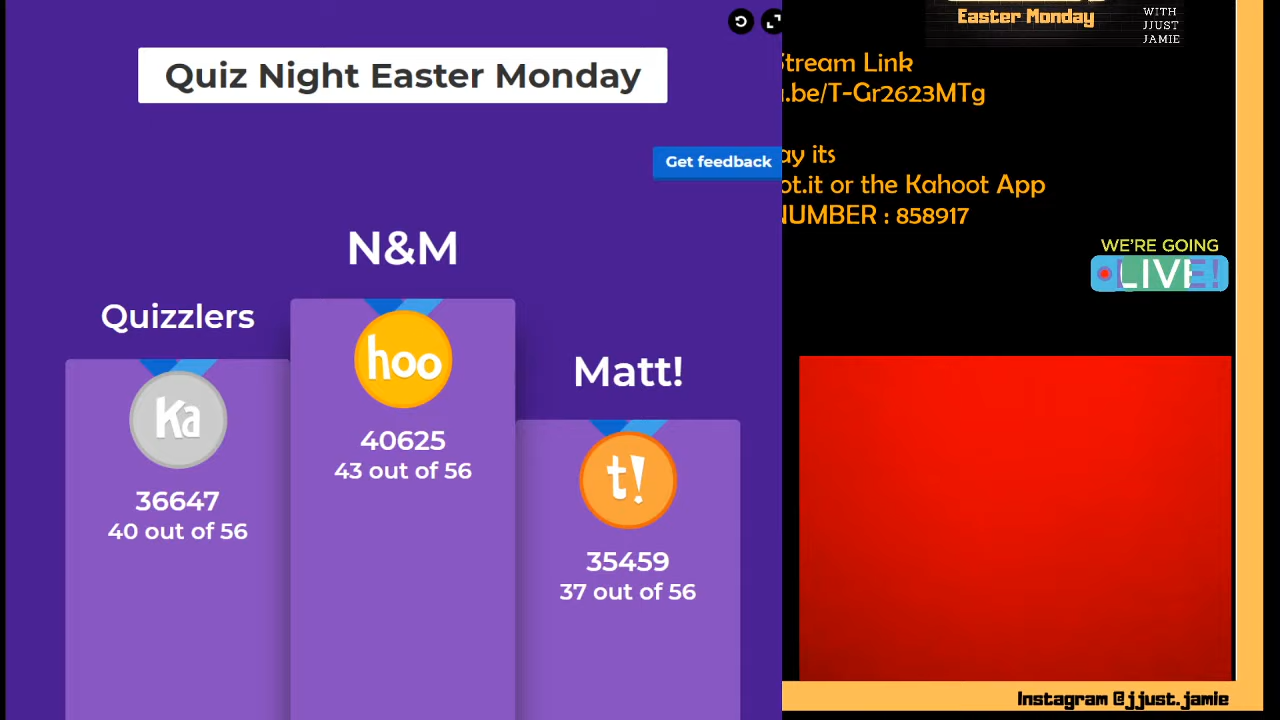 Quiz Night Easter Monday
Get feedback
N&M
Quizzlers
Matt!
hoo
Ka
t!
40625
43 out of 56
36647
40 out of 56
35459
37 out of 56
Easter Monday
WITH
JJUST
JAMIE
Stream Link
.be/T-Gr2623MTg
ay its
ot.it or the Kahoot App
NUMBER : 858917
WE'RE GOING
LIVE!
Instagram @jjust.jamie